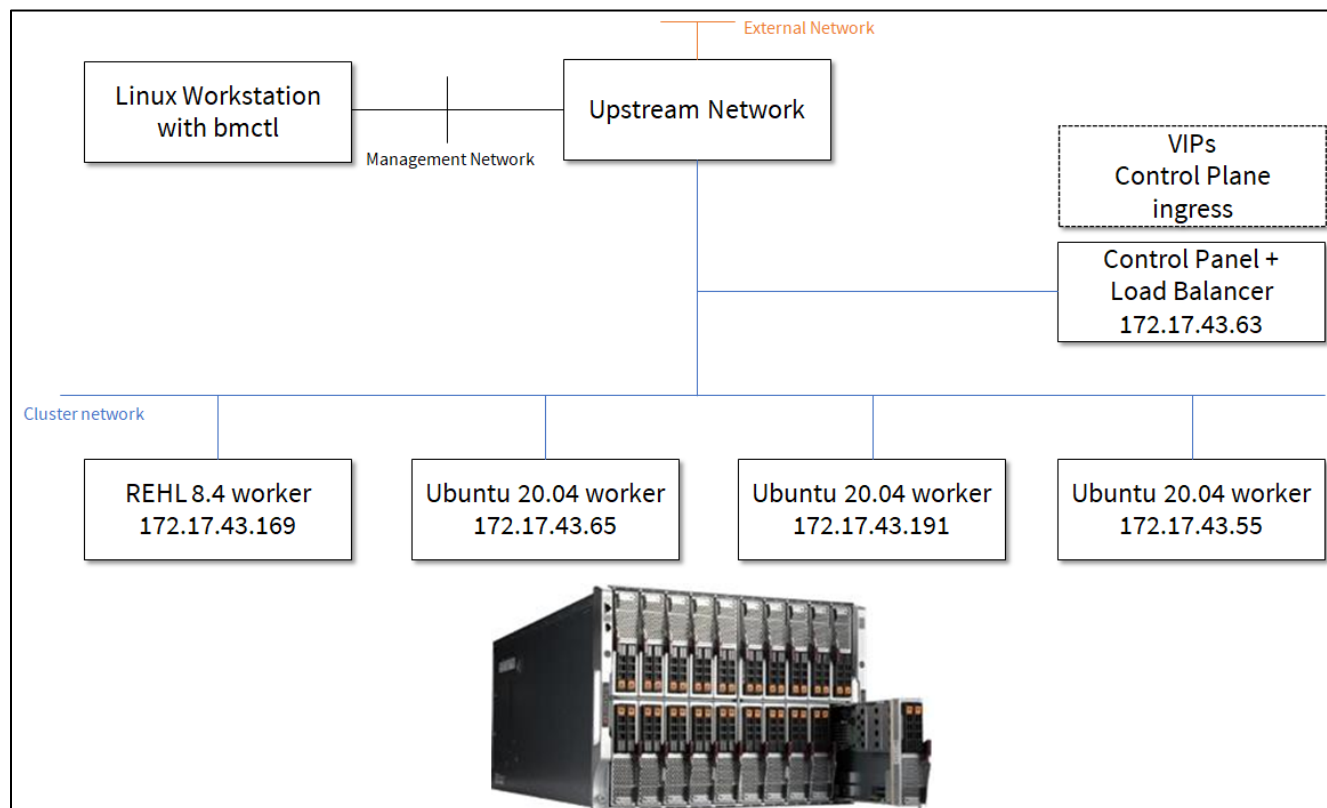 External Network
Linux Workstation
with bmctl
Upstream Network
Management Network
VIPs
Control Plane
ingress
Control Panel +
Load Balancer
172.17.43.63
Cluster network
REHL 8.4 worker
172.17.43.169
Ubuntu 20.04 worker
172.17.43.65
Ubuntu 20.04 worker
172.17.43.191
Ubuntu 20.04 worker
172.17.43.55